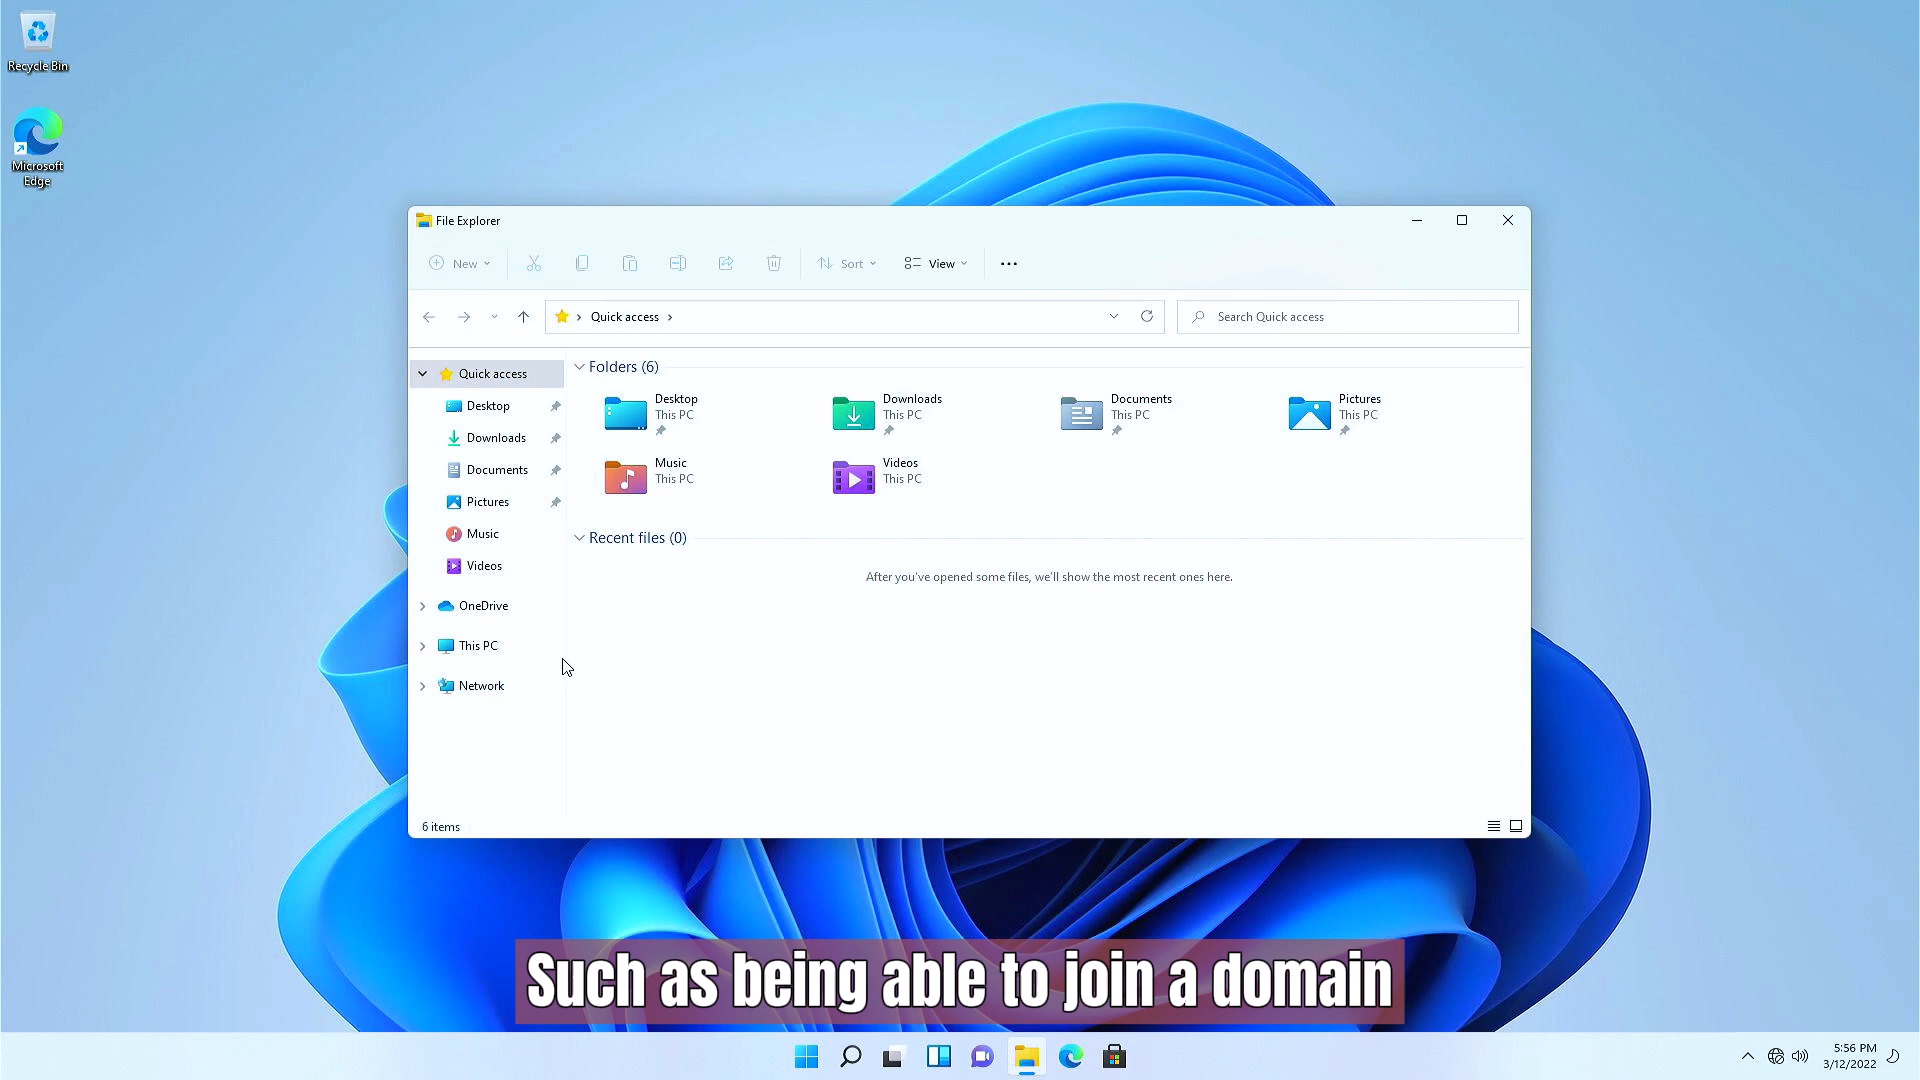 Recycle Bin
Microsoft
Edge
File Explorer
New
Sort
View
Quick access
Search Quick access
Quick access
Desktop
Downloads
Documents
Pictures
Music
Videos
OneDrive
This PC
Network
Folders (6)
Desktop
This PC
Downloads
This PC
Documents
This PC
Pictures
This PC
Music
This PC
Videos
This PC
Recent files (0)
After you've opened some files, we'll show the most recent ones here.
6 items
Such as being able to join a domain
5:56 PM
3/12/2022